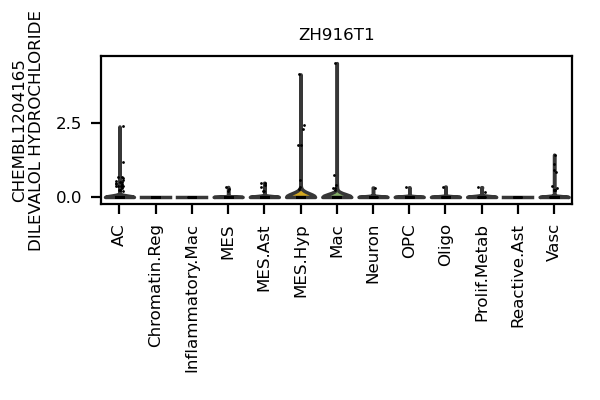 ZH916T1
CHEMBL1204165
DILEVALOL HYDROCHLORIDE
2.5
0.0
AC
Chromatin.Reg
Inflammatory.Mac
MES
MES.Ast
MES.Hyp
Mac
Neuron
OPC
Oligo
Prolif.Metab
Reactive.Ast
Vasc